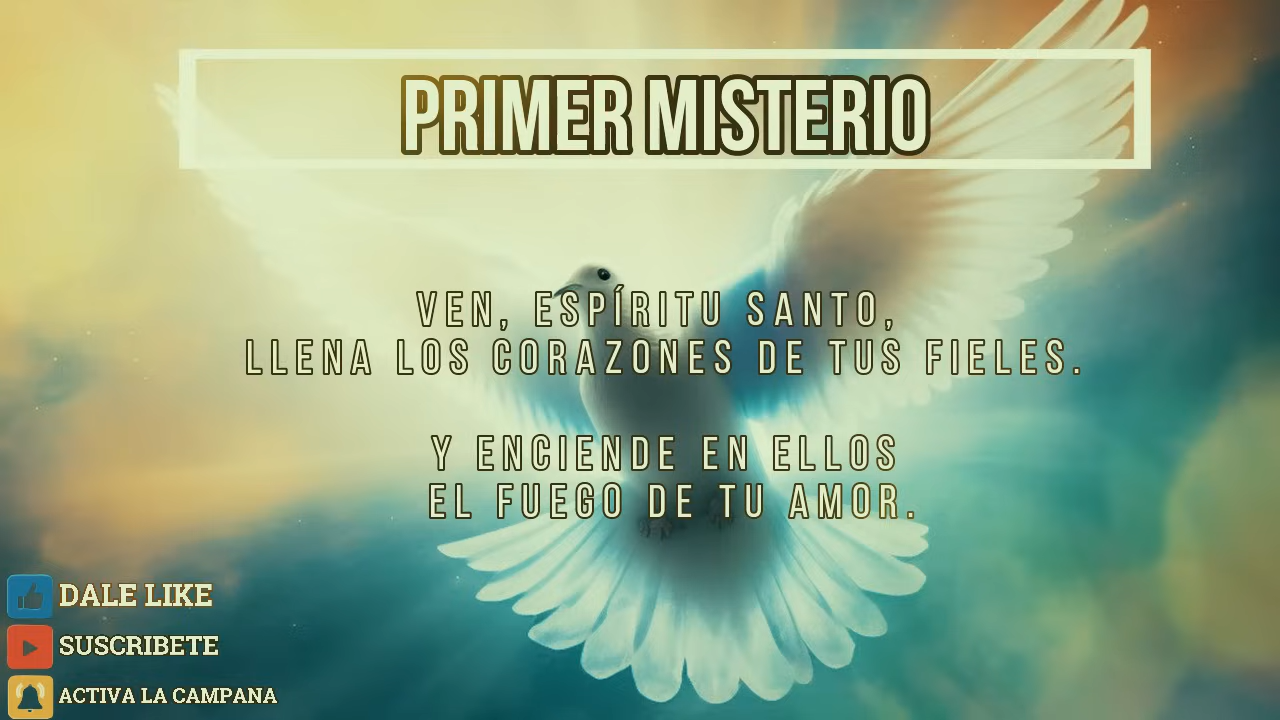 PRIMER MISTERIO
VEN, ESPÍRITU SANTO,
LLENA LOS CORAZONES DE TUS FIELES.
Y ENCIENDE EN ELLOS
EL FUEGO DE TU AMOR.
DALE LIKE
SUSCRIBETE
ACTIVA LA CAMPANA